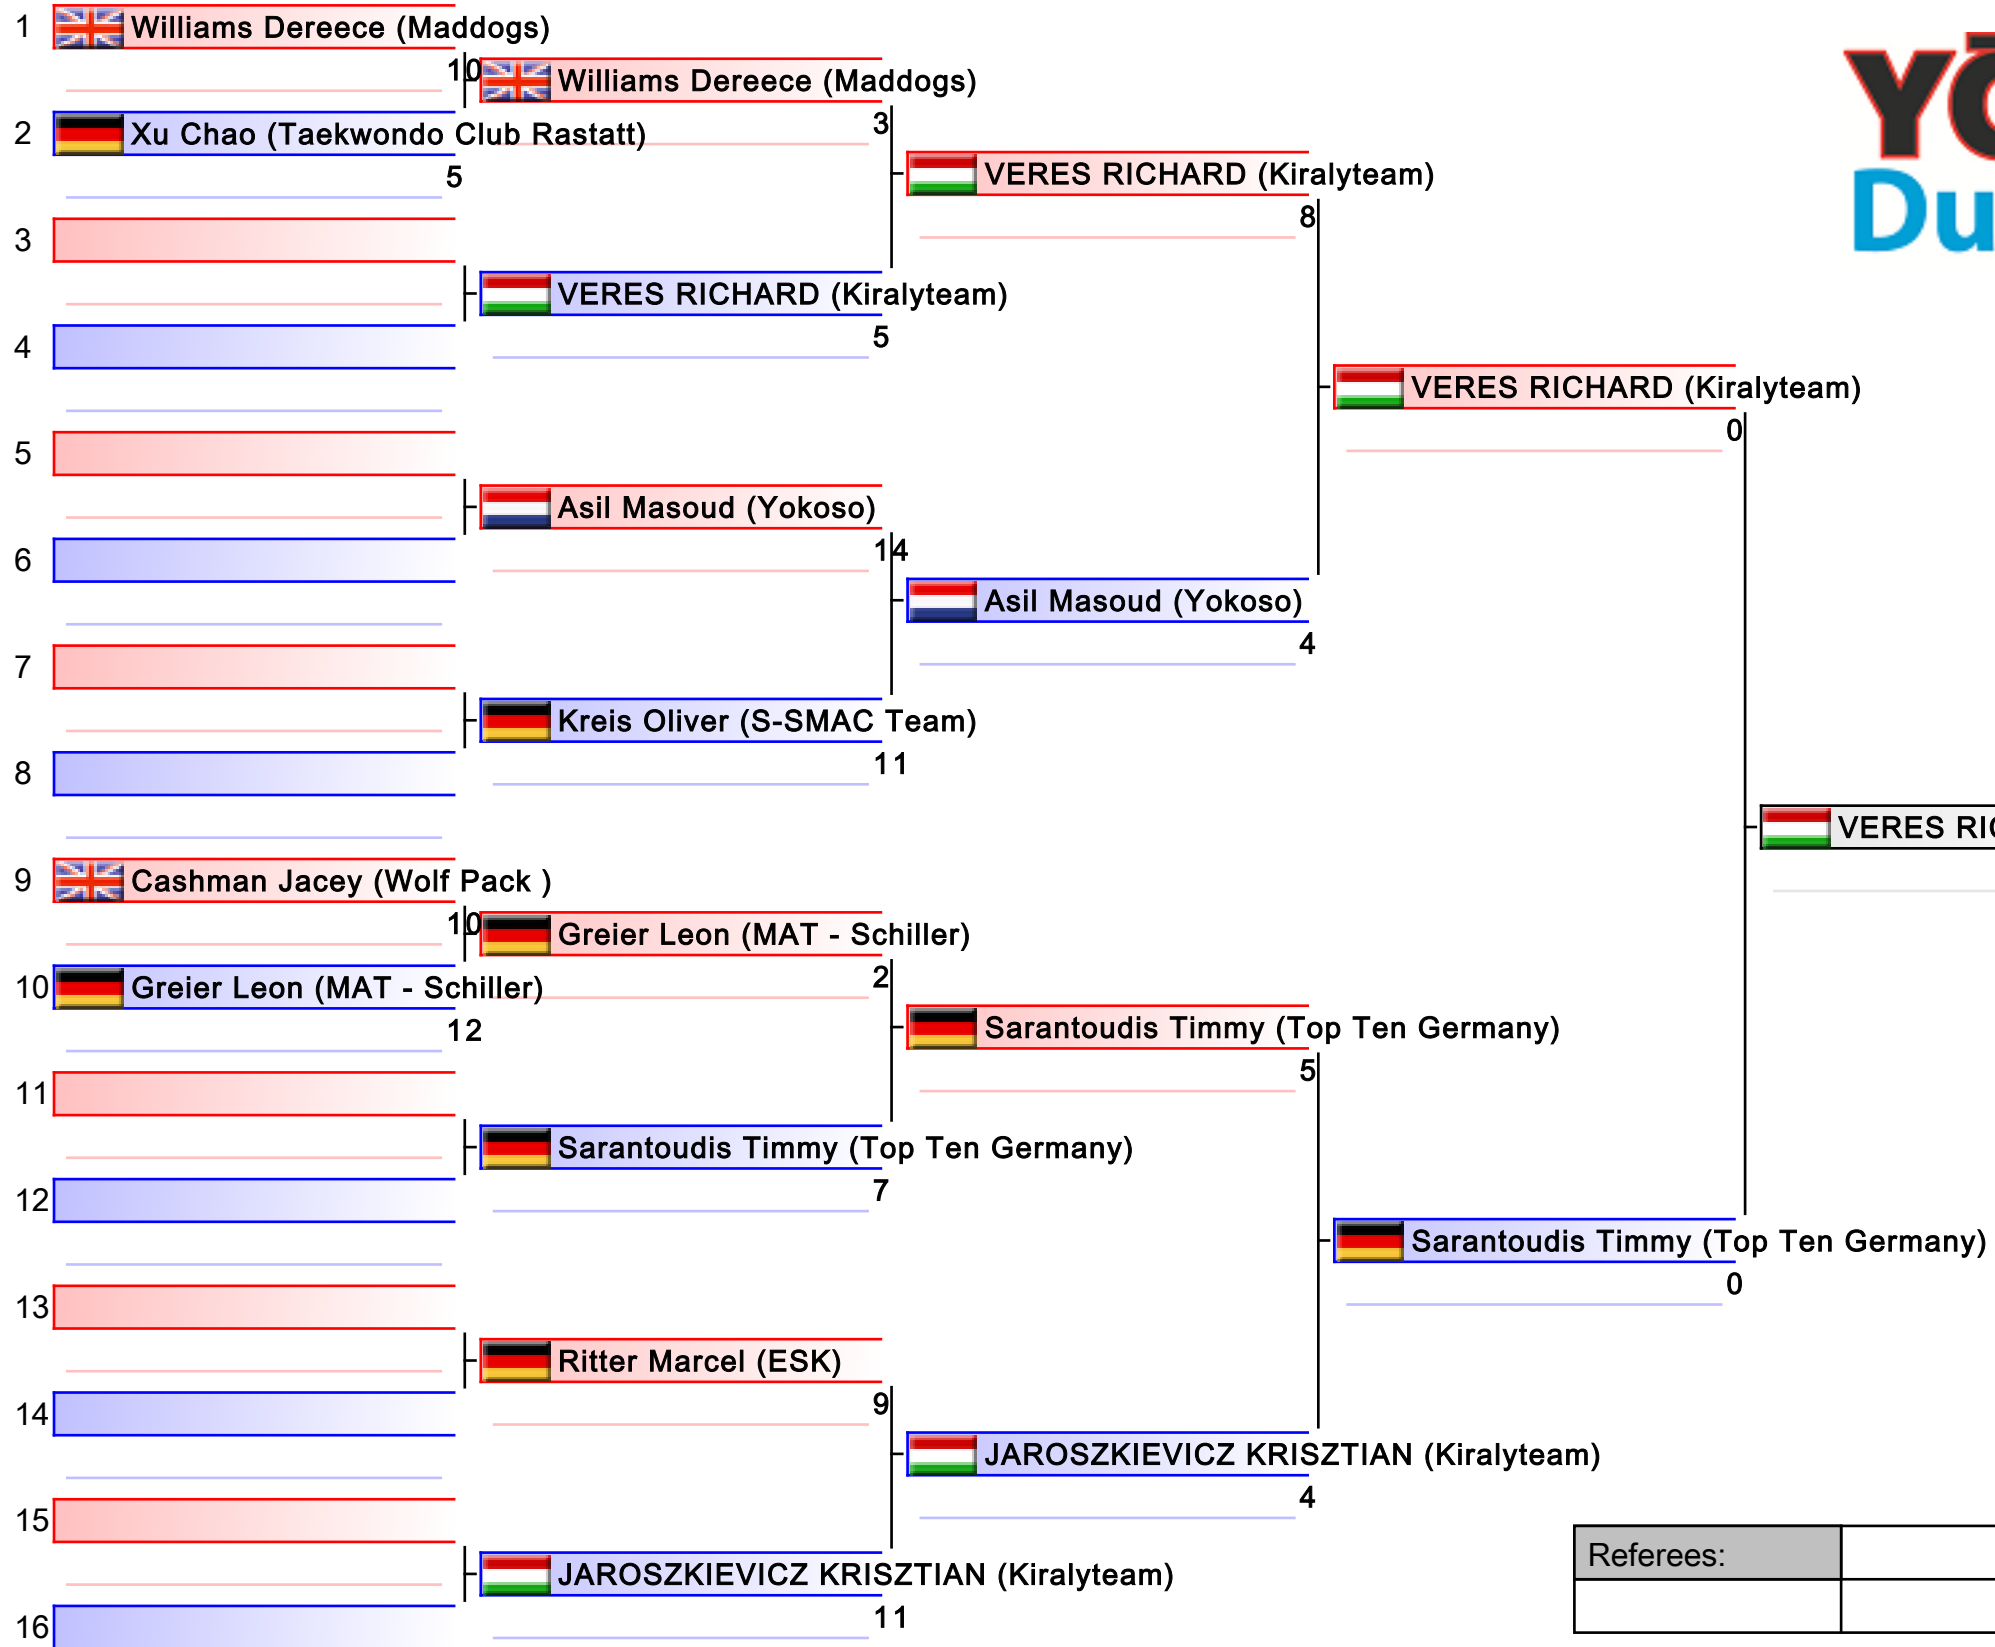 1 Williams Dereece (Maddogs)
10 Williams Dereece (Maddogs)
2 Xu Chao (Taekwondo Club Rastatt) 3
5 VERES RICHARD (Kiralyteam)
8
3
VERES RICHARD (Kiralyteam)
5
4
VERES RICHARD (Kiralyteam)
0
5
Asil Masoud (Yokoso)
14
6
Asil Masoud (Yokoso)
4
7
Kreis Oliver (S-SMAC Team)
11
8
VERES RIC
9 Cashman Jacey (Wolf Pack )
10 Greier Leon (MAT - Schiller)
10 Greier Leon (MAT - Schiller) 2
12 Sarantoudis Timmy (Top Ten Germany)
5
11
Sarantoudis Timmy (Top Ten Germany)
7
12
Sarantoudis Timmy (Top Ten Germany)
0
13
Ritter Marcel (ESK)
9
14
JAROSZKIEVICZ KRISZTIAN (Kiralyteam)
4
15
JAROSZKIEVICZ KRISZTIAN (Kiralyteam)
11
16
Referees:
YŌ
Du